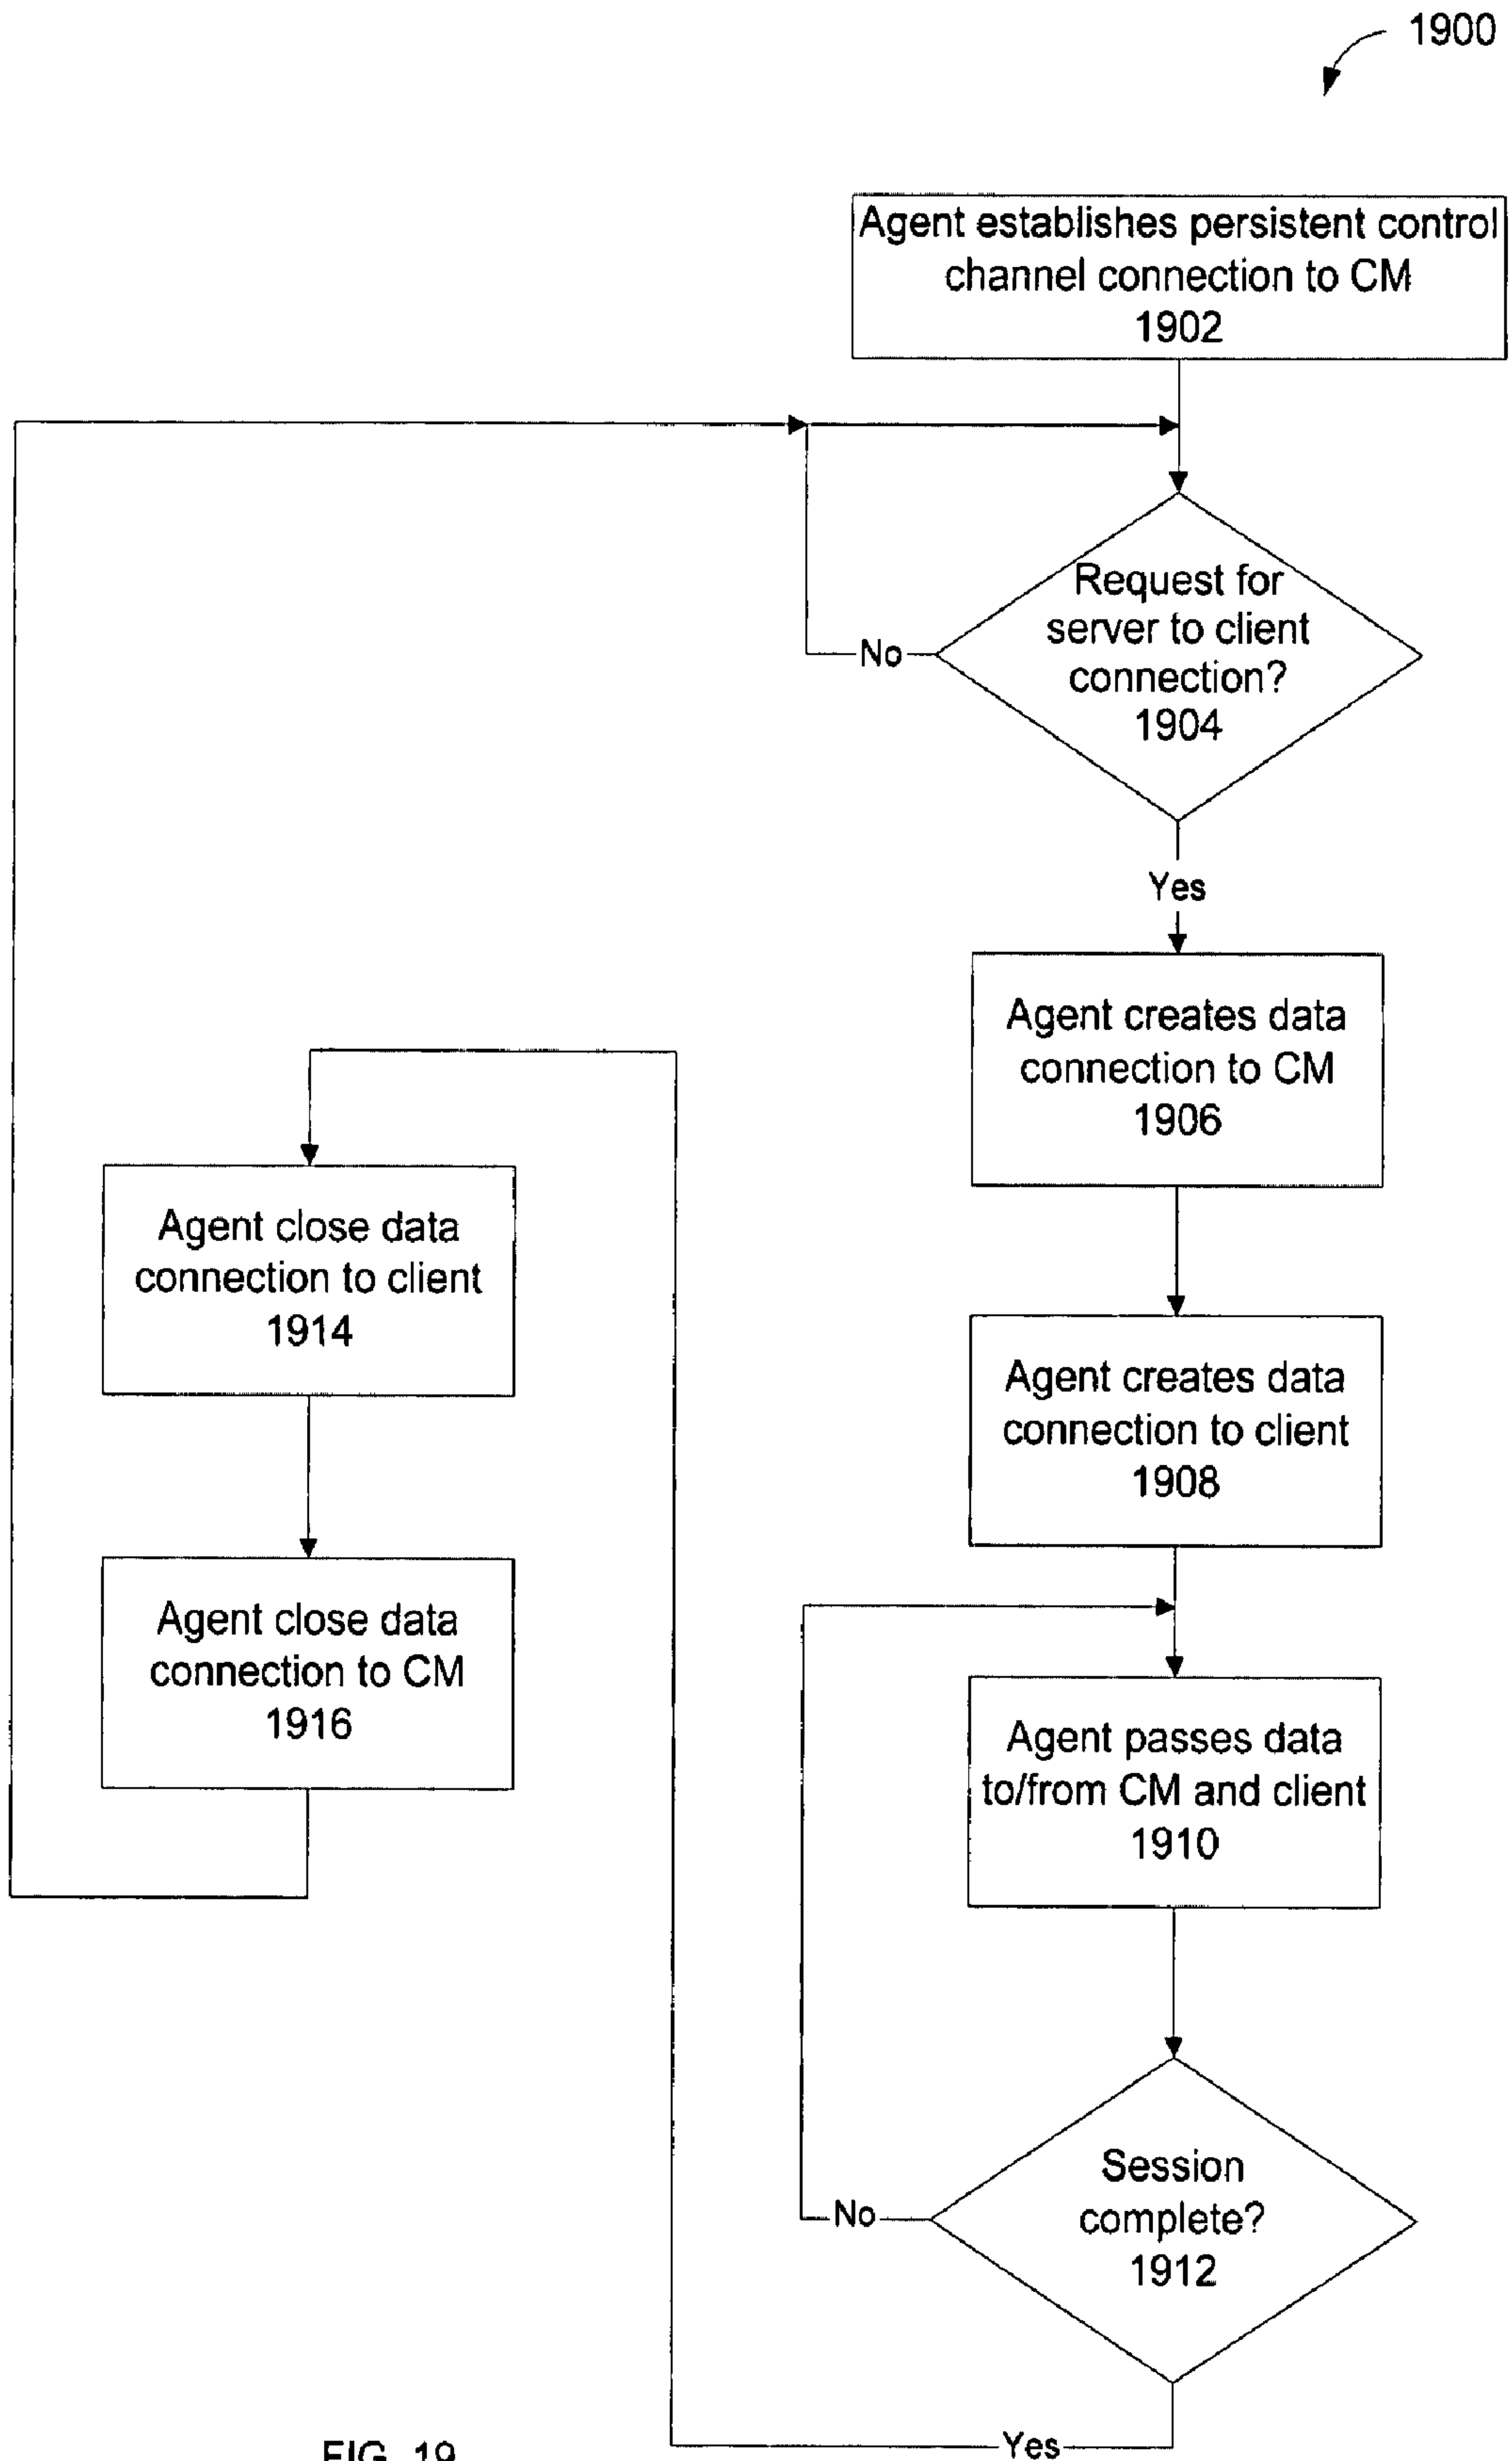 1900
Agent establishes persistent control
channel connection to CM
1902
Request for
server to client
connection?
1904
No
Yes
Agent creates data
connection to CM
1906
Agent creates data
connection to client
1908
Agent passes data
to/from CM and client
1910
Session
complete?
1912
No
Yes
Agent close data
connection to client
1914
Agent close data
connection to CM
1916
FIG. 19